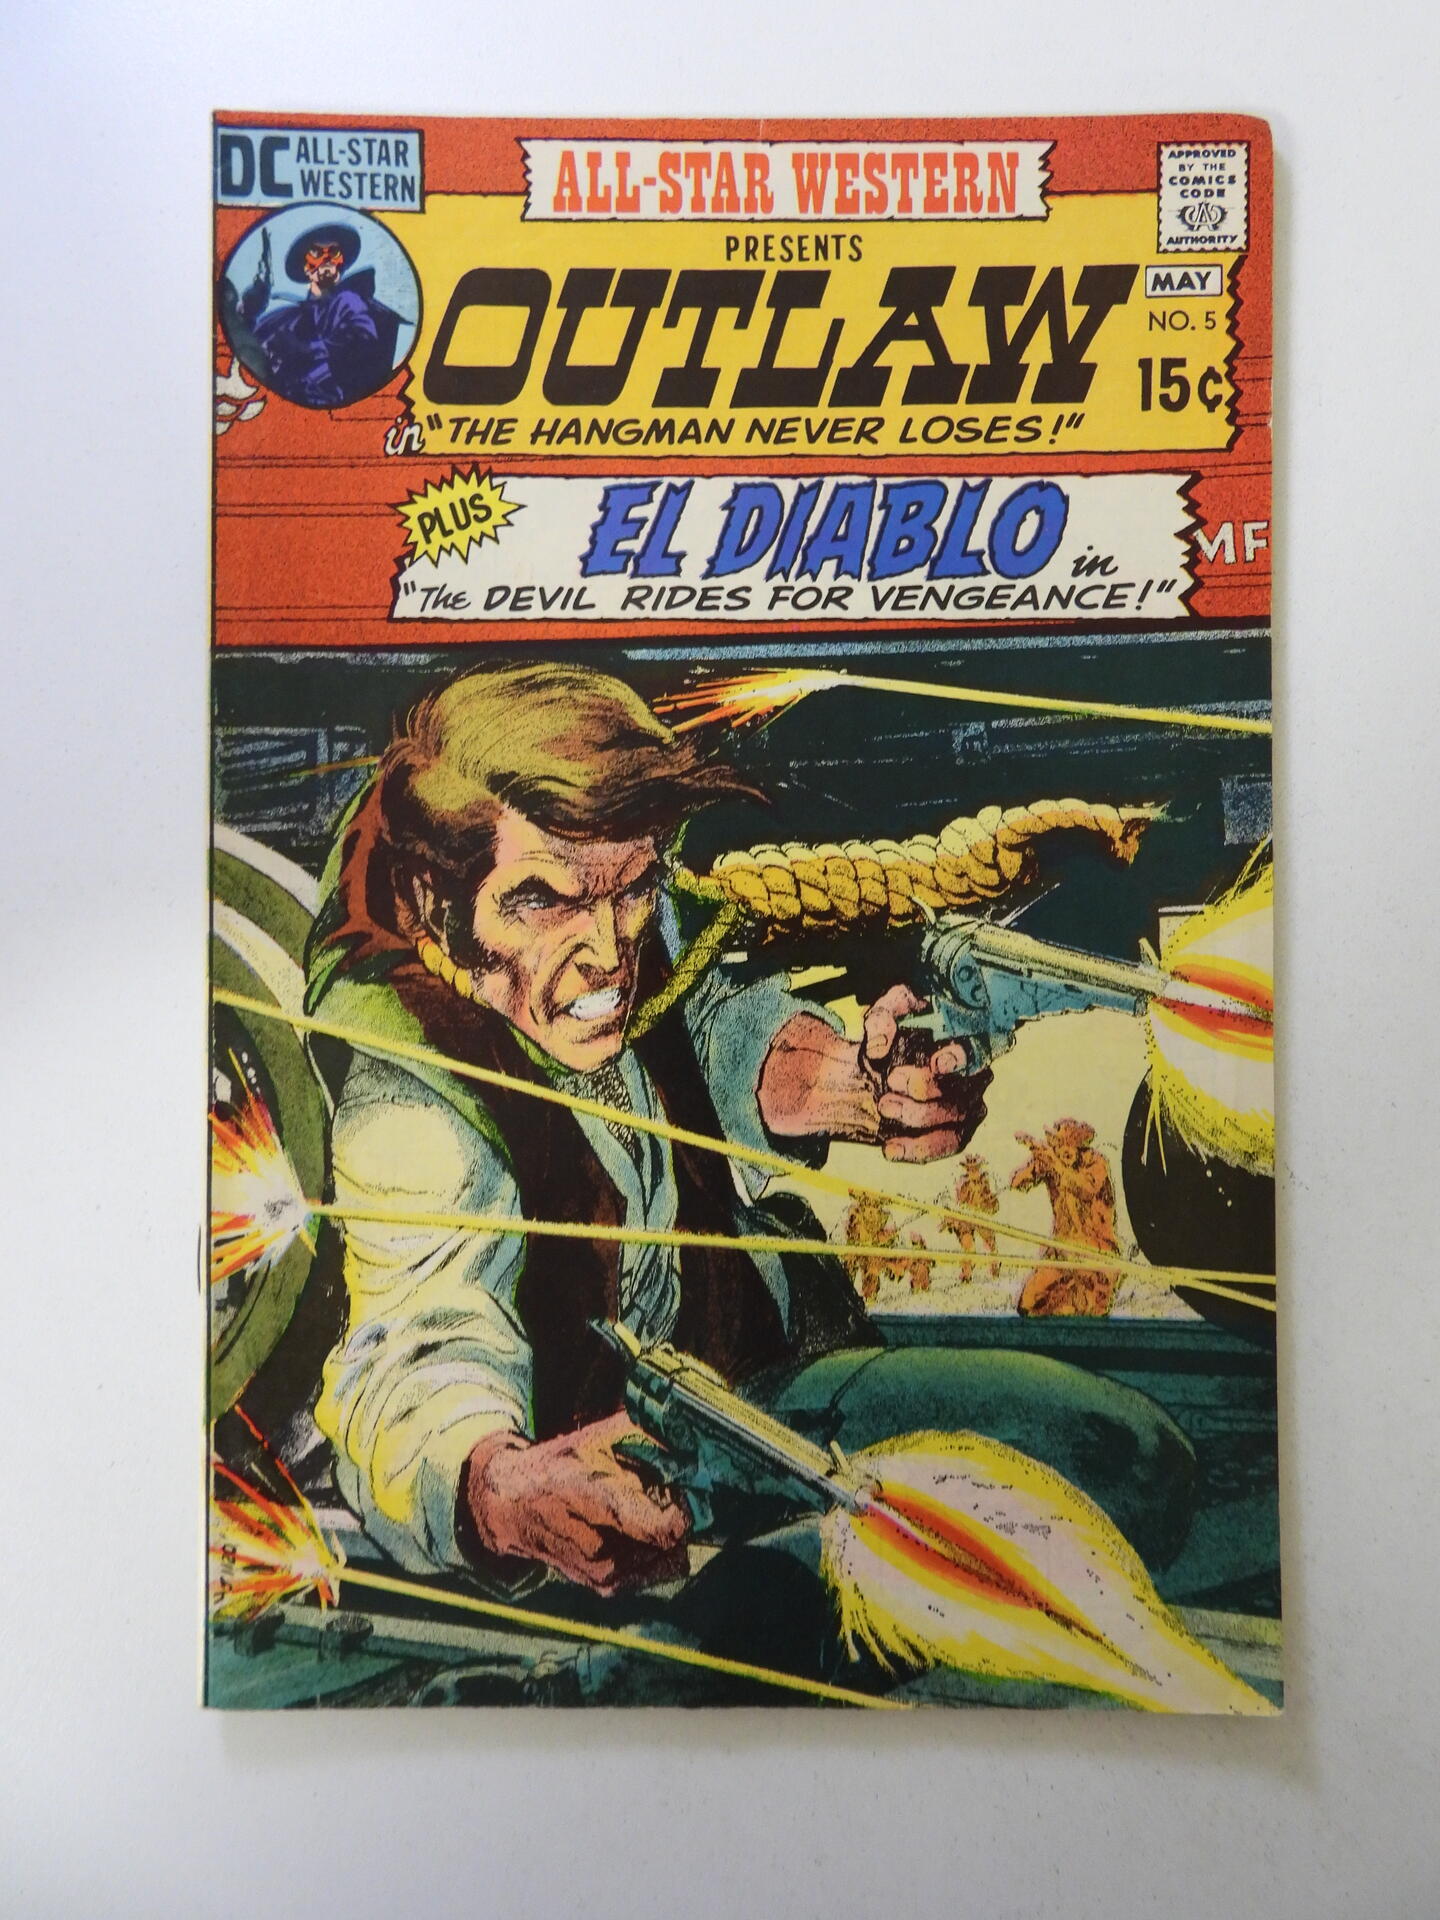 DC ALL-STAR
WESTERN
ALL-STAR WESTERN
APPROVED
BY THE
COMICS
CODE
CA
AUTHORITY
PRESENTS
OUTLAW
MAY
NO. 5
15¢
in "THE HANGMAN NEVER LOSES!"
PLUS
EL DIABLO in
"The DEVIL RIDES FOR VENGEANCE!"
MF